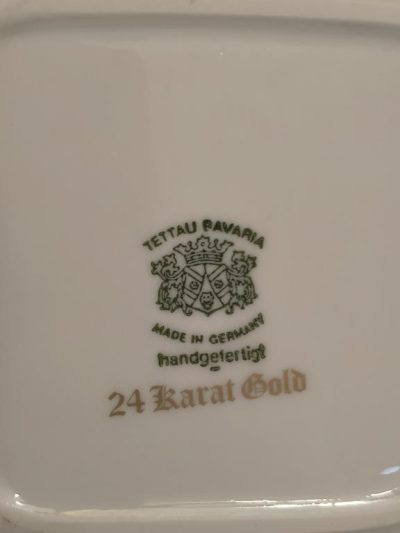 TETTAU BAVARIA
MADE IN GERMANY
handgefertigt
24 Karat Gold